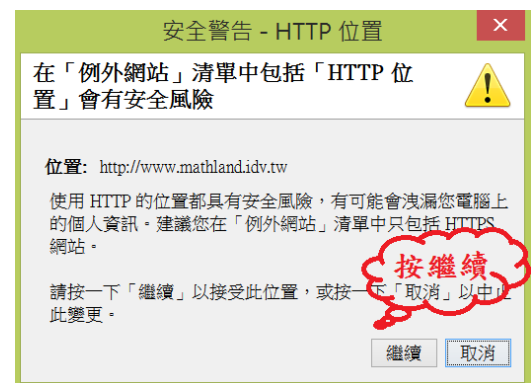 安全警告 - HTTP 位置
在「例外網站」清單中包括「HTTP 位
置」會有安全風險
位置: http://www.mathland.idv.tw
使用 HTTP 的位置都具有安全風險，有可能會洩漏您電腦上
的個人資訊。建議您在「例外網站」清單中只包括 HTTPS
網站。
按繼續
請按一下「繼續」以接受此位置，或按一下「取消」以中止
此變更。
繼續
取消